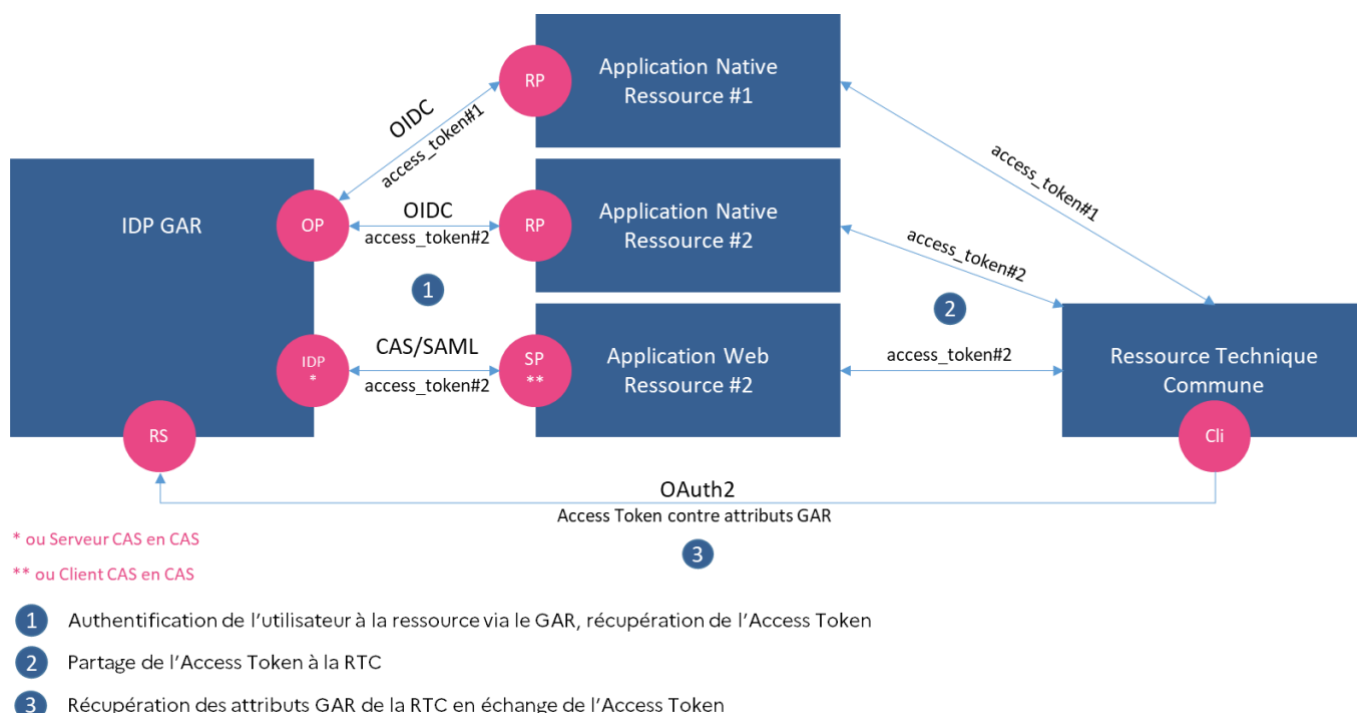 Application Native
Ressource #1
RP
OIDC
access_token#1
access_token#1
IDP GAR
OP
OIDC
access_token#2
RP
Application Native
Ressource #2
access_token#2
1
2
IDP
*
CAS/SAML
access_token#2
SP
**
Application Web
Ressource #2
access_token#2
Ressource Technique
Commune
RS
Cli
OAuth2
Access Token contre attributs GAR
3
* ou Serveur CAS en CAS
** ou Client CAS en CAS
1 Authentification de l'utilisateur à la ressource via le GAR, récupération de l'Access Token
2 Partage de l'Access Token à la RTC
3 Récupération des attributs GAR de la RTC en échange de l'Access Token